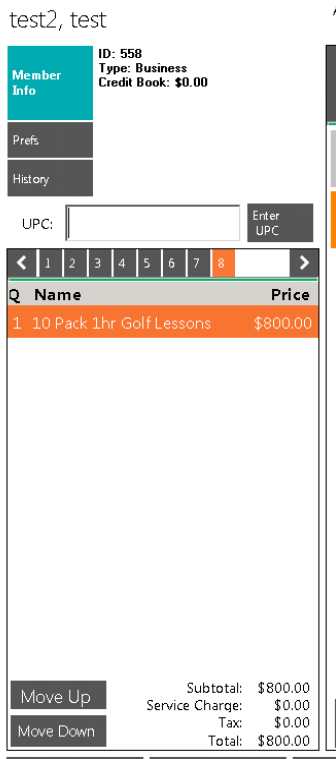 test2, test
Member Info
ID: 558
Type: Business
Credit Book: $0.00
Prefs
History
UPC:
Enter UPC
1 2 3 4 5 6 7 8
Q Name Price
1 10 Pack 1hr Golf Lessons $800.00
Move Up
Move Down
Subtotal: $800.00
Service Charge: $0.00
Tax: $0.00
Total: $800.00